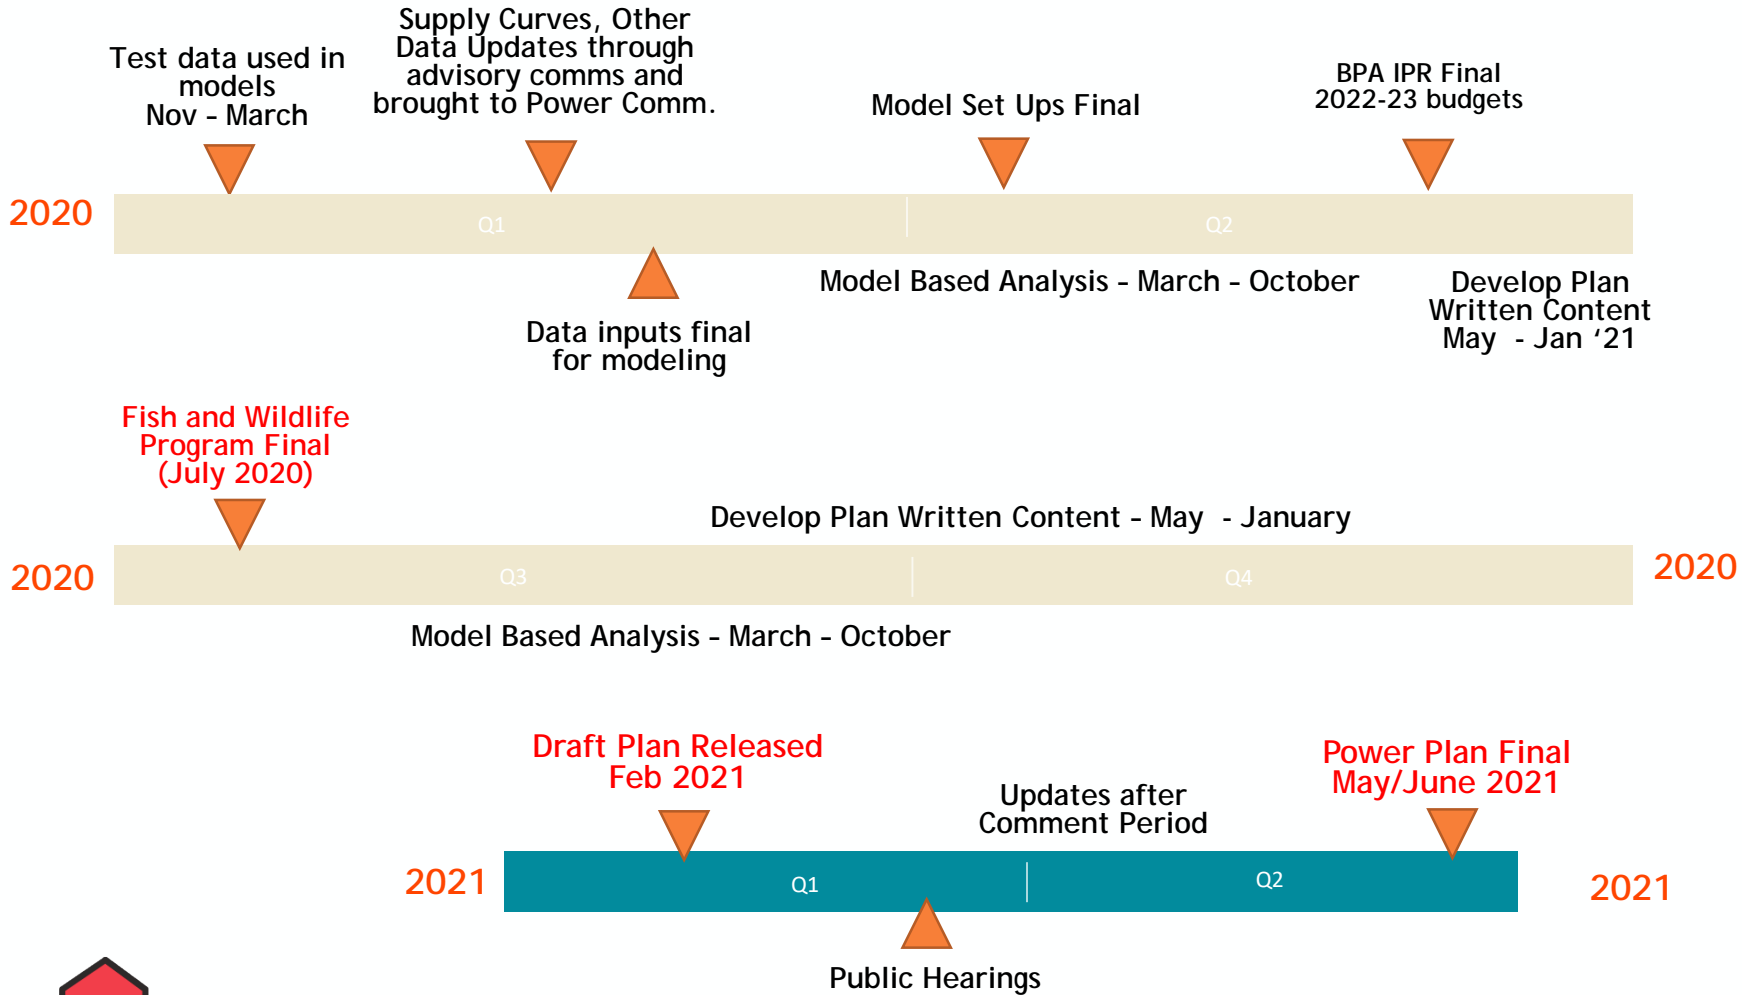 Test data used in
models
Nov - March
Supply Curves, Other
Data Updates through
advisory comms and
brought to Power Comm.
Model Set Ups Final
BPA IPR Final
2022-23 budgets
2020
Q1
Q2
Data inputs final
for modeling
Model Based Analysis - March - October
Develop Plan
Written Content
May - Jan ‘21
Fish and Wildlife
Program Final
(July 2020)
Develop Plan Written Content - May - January
2020
Q3
Q4
2020
Model Based Analysis - March - October
Draft Plan Released
Feb 2021
Updates after
Comment Period
Power Plan Final
May/June 2021
2021
Q1
Q2
2021
Public Hearings